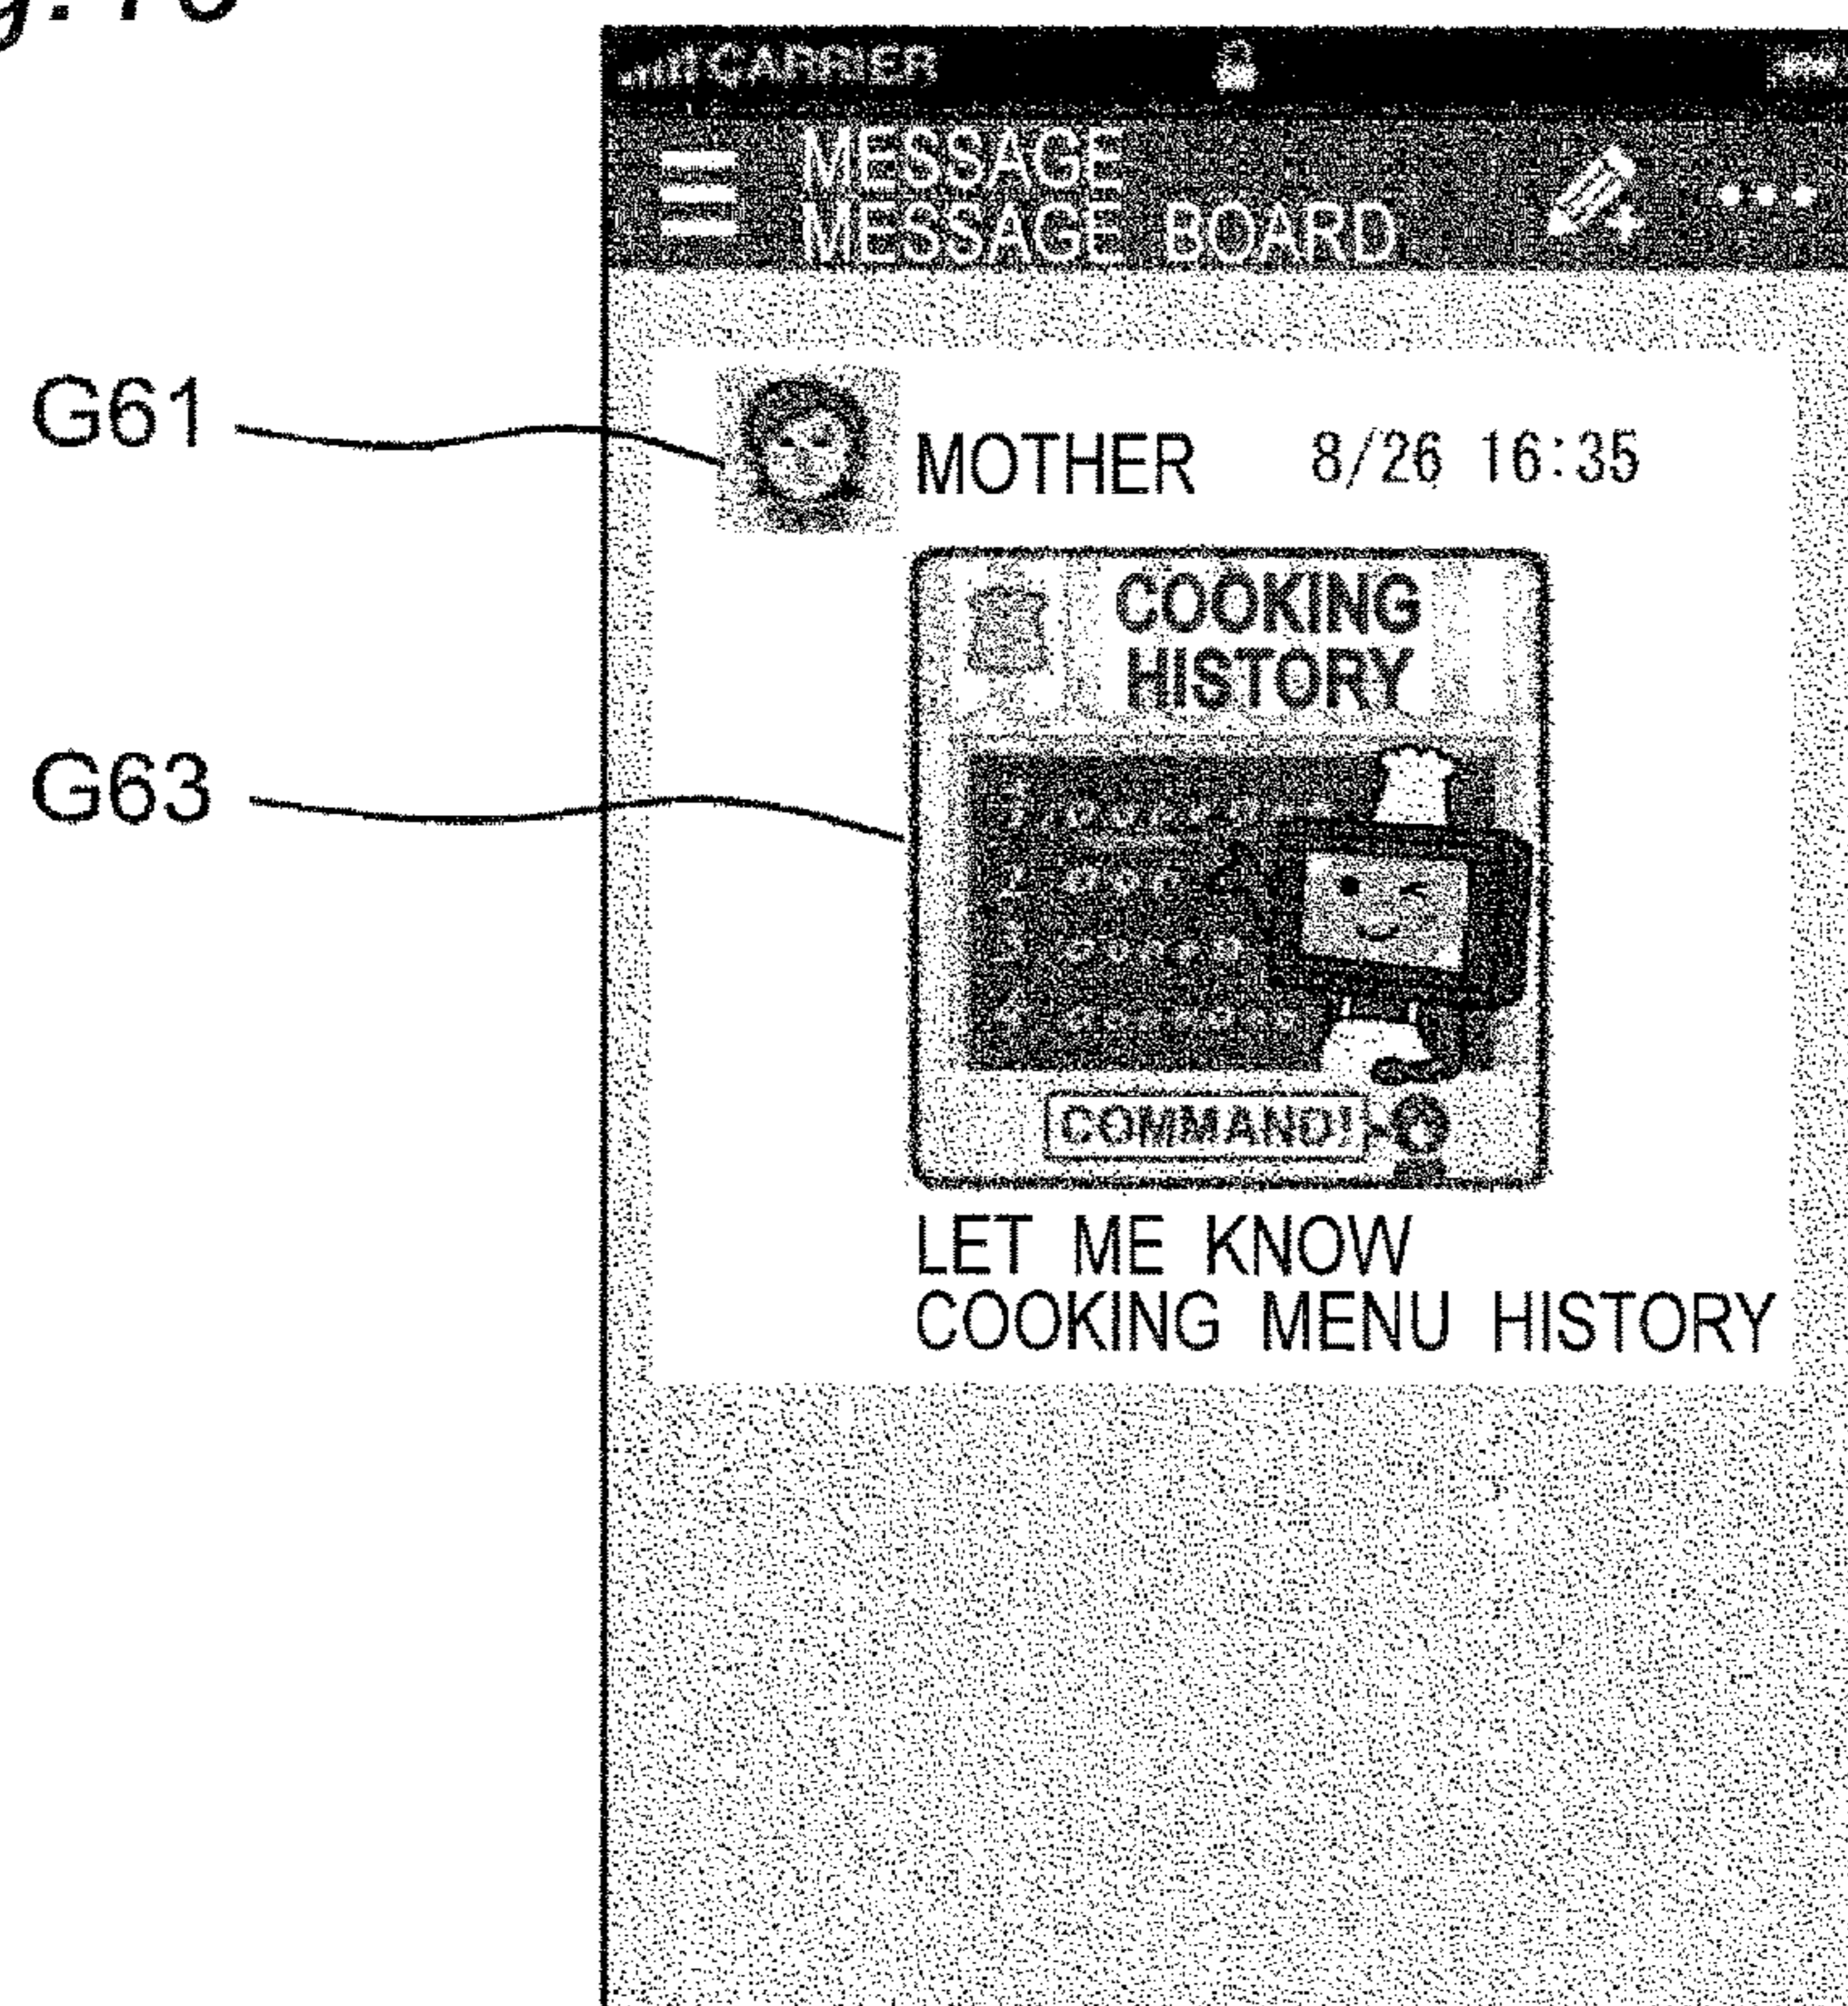 CARRIER
MESSAGE
MESSAGE BOARD
G61
MOTHER 8/26 16:35
COOKING
HISTORY
G63
COMMAND!
LET ME KNOW
COOKING MENU HISTORY